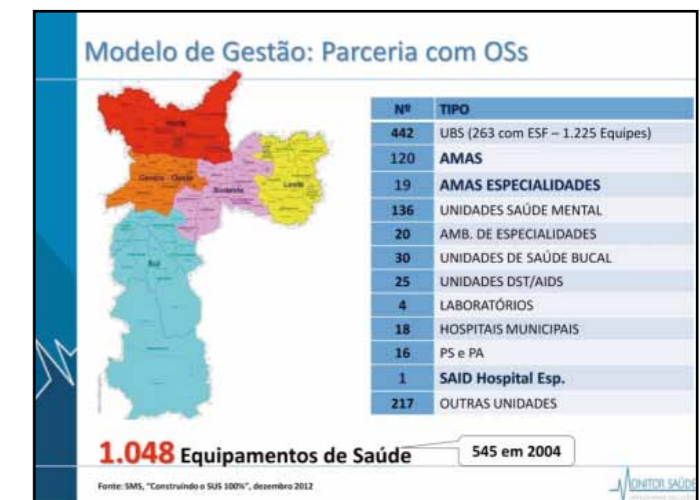 Modelo de Gestão: Parceria com OSs
Norte
Centro - Oeste
Sudeste
Leste
Sul
Nº TIPO
442 UBS (263 com ESF – 1.225 Equipes)
120 AMAS
19 AMAS ESPECIALIDADES
136 UNIDADES SAÚDE MENTAL
20 AMB. DE ESPECIALIDADES
30 UNIDADES DE SAÚDE BUCAL
25 UNIDADES DST/AIDS
4 LABORATÓRIOS
18 HOSPITAIS MUNICIPAIS
16 PS e PA
1 SAID Hospital Esp.
217 OUTRAS UNIDADES
1.048 Equipamentos de Saúde
545 em 2004
Fonte: SMS, "Construindo o SUS 100%", dezembro 2012
MONITOR SAÚDE